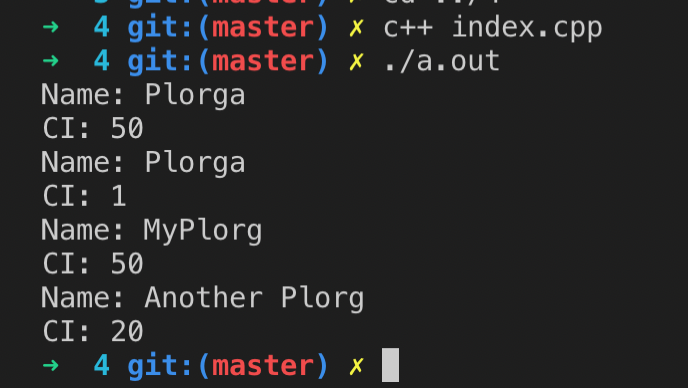 ➜  4 git:(master) ✗ c++ index.cpp
➜  4 git:(master) ✗ ./a.out
Name: Plorga
CI: 50
Name: Plorga
CI: 1
Name: MyPlorg
CI: 50
Name: Another Plorg
CI: 20
➜  4 git:(master) ✗